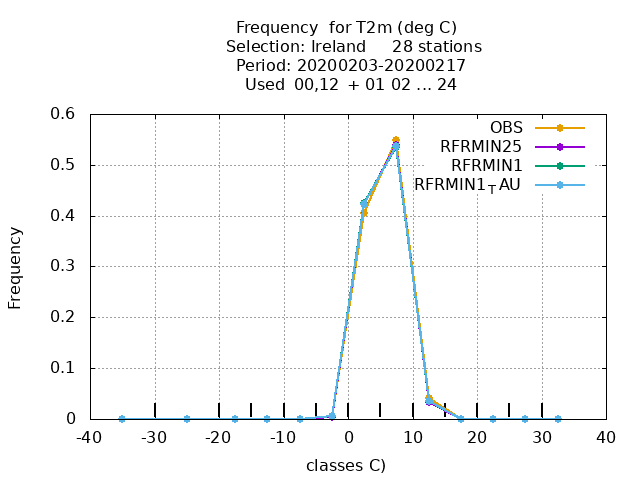 Frequency  for T2m (deg C)
Selection: Ireland     28 stations
Period: 20200203-20200217
Used  00,12  + 01 02 ... 24
0.6
0.5
0.4
0.3
0.2
0.1
0
Frequency
OBS
RFRMIN25
RFRMIN1
RFRMIN1_TAU
-40 -30 -20 -10 0 10 20 30 40
classes C)